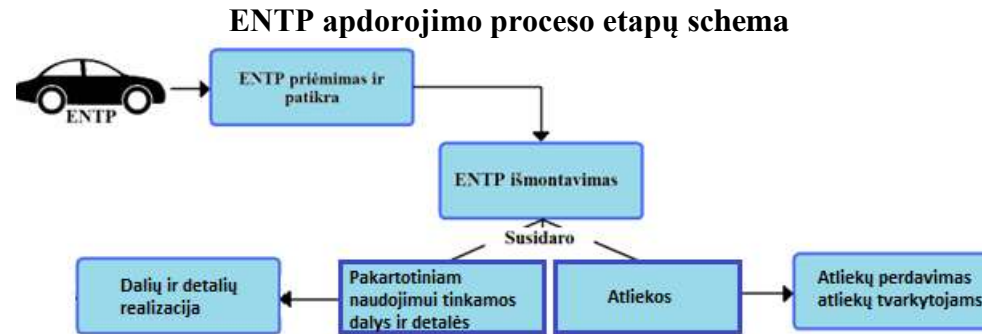 ENTP apdorojimo proceso etapų schema
ENTP
ENTP priėmimas ir
patikra
ENTP išmontavimas
Susidaro
Dalių ir detalių
realizacija
Pakartotiniam
naudojimui tinkamos
dalys ir detalės
Atliekos
Atliekų perdavimas
atliekų tvarkytojams